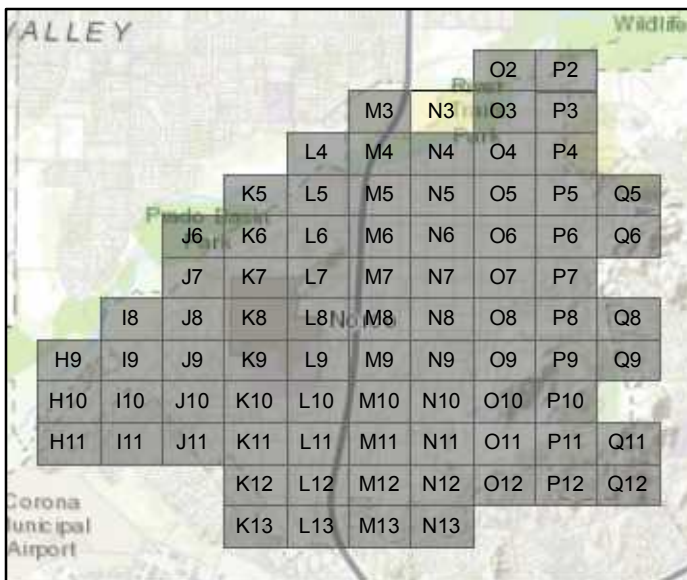 VALLEY
Wildlife
O2 P2
River
M3 N3 O3 P3
Park
L4 M4 N4 O4 P4
K5 L5 M5 N5 O5 P5 Q5
Prado Basin
J6 K6 L6 M6 N6 O6 P6 Q6
Park
J7 K7 L7 M7 N7 O7 P7
I8 J8 K8 L8 M8 N8 O8 P8 Q8
Norco
H9 I9 J9 K9 L9 M9 N9 O9 P9 Q9
H10 I10 J10 K10 L10 M10 N10 O10 P10
H11 I11 J11 K11 L11 M11 N11 O11 P11 Q11
K12 L12 M12 N12 O12 P12 Q12
Corona
Municipal
Airport
K13 L13 M13 N13